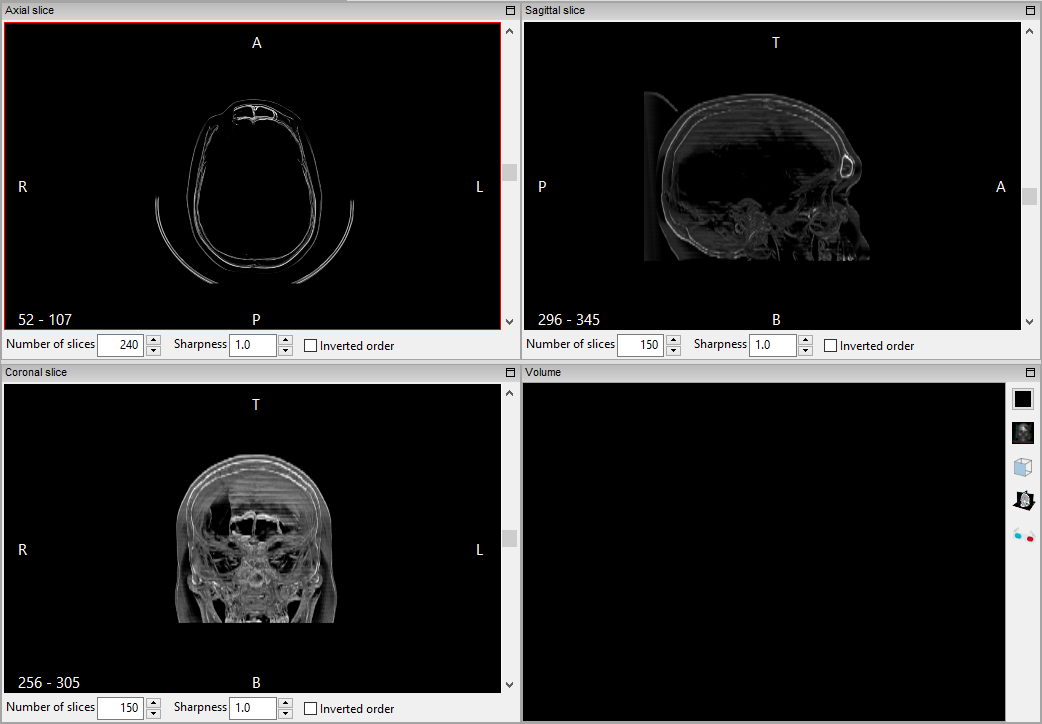 Axial slice
A
R
L
52 - 107
P
Number of slices 240 Sharpness 1.0 Inverted order
Sagittal slice
T
P
A
296 - 345
B
Number of slices 150 Sharpness 1.0 Inverted order
Coronal slice
T
R
L
256 - 305
B
Number of slices 150 Sharpness 1.0 Inverted order
Volume